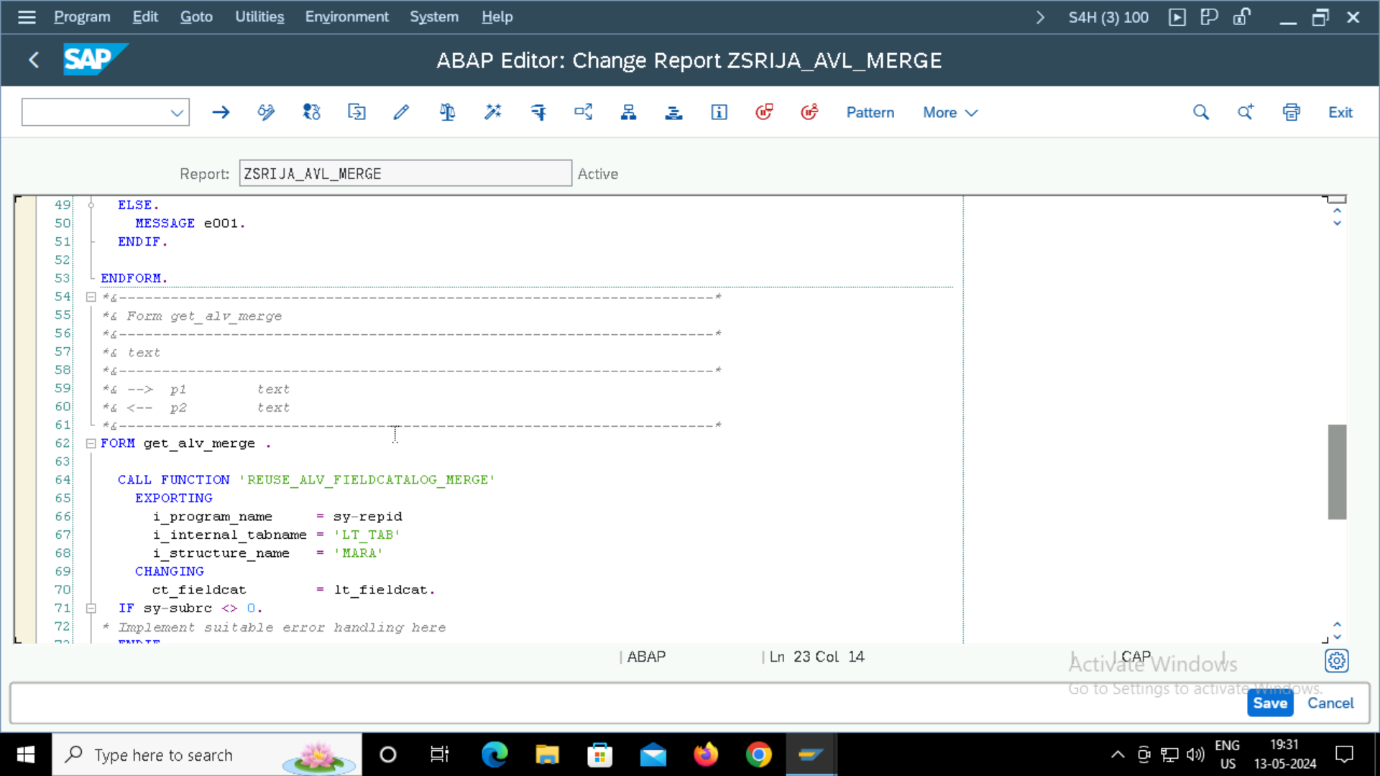 Program Edit Goto Utilities Environment System Help S4H (3) 100
SAP ABAP Editor: Change Report ZSRIJA_AVL_MERGE
Pattern More Exit
Report: ZSRIJA_AVL_MERGE Active
49 ELSE.
50 MESSAGE e001.
51 ENDIF.
52
53 ENDFORM.
54 *&---------------------------------------------------------------------*
55 *& Form get_alv_merge
56 *&---------------------------------------------------------------------*
57 *& text
58 *&---------------------------------------------------------------------*
59 *& -->  p1        text
60 *& <--  p2        text
61 *&---------------------------------------------------------------------*
62 FORM get_alv_merge .
63
64 CALL FUNCTION 'REUSE_ALV_FIELDCATALOG_MERGE'
65 EXPORTING
66 i_program_name     = sy-repid
67 i_internal_tabname = 'LT_TAB'
68 i_structure_name   = 'MARA'
69 CHANGING
70 ct_fieldcat        = lt_fieldcat.
71 IF sy-subrc <> 0.
72 * Implement suitable error handling here
73 ENDIF
ABAP Ln 23 Col 14 CAP
Activate Windows
Go to Settings to activate Windows.
Save Cancel
Type here to search
ENG 19:31
US 13-05-2024